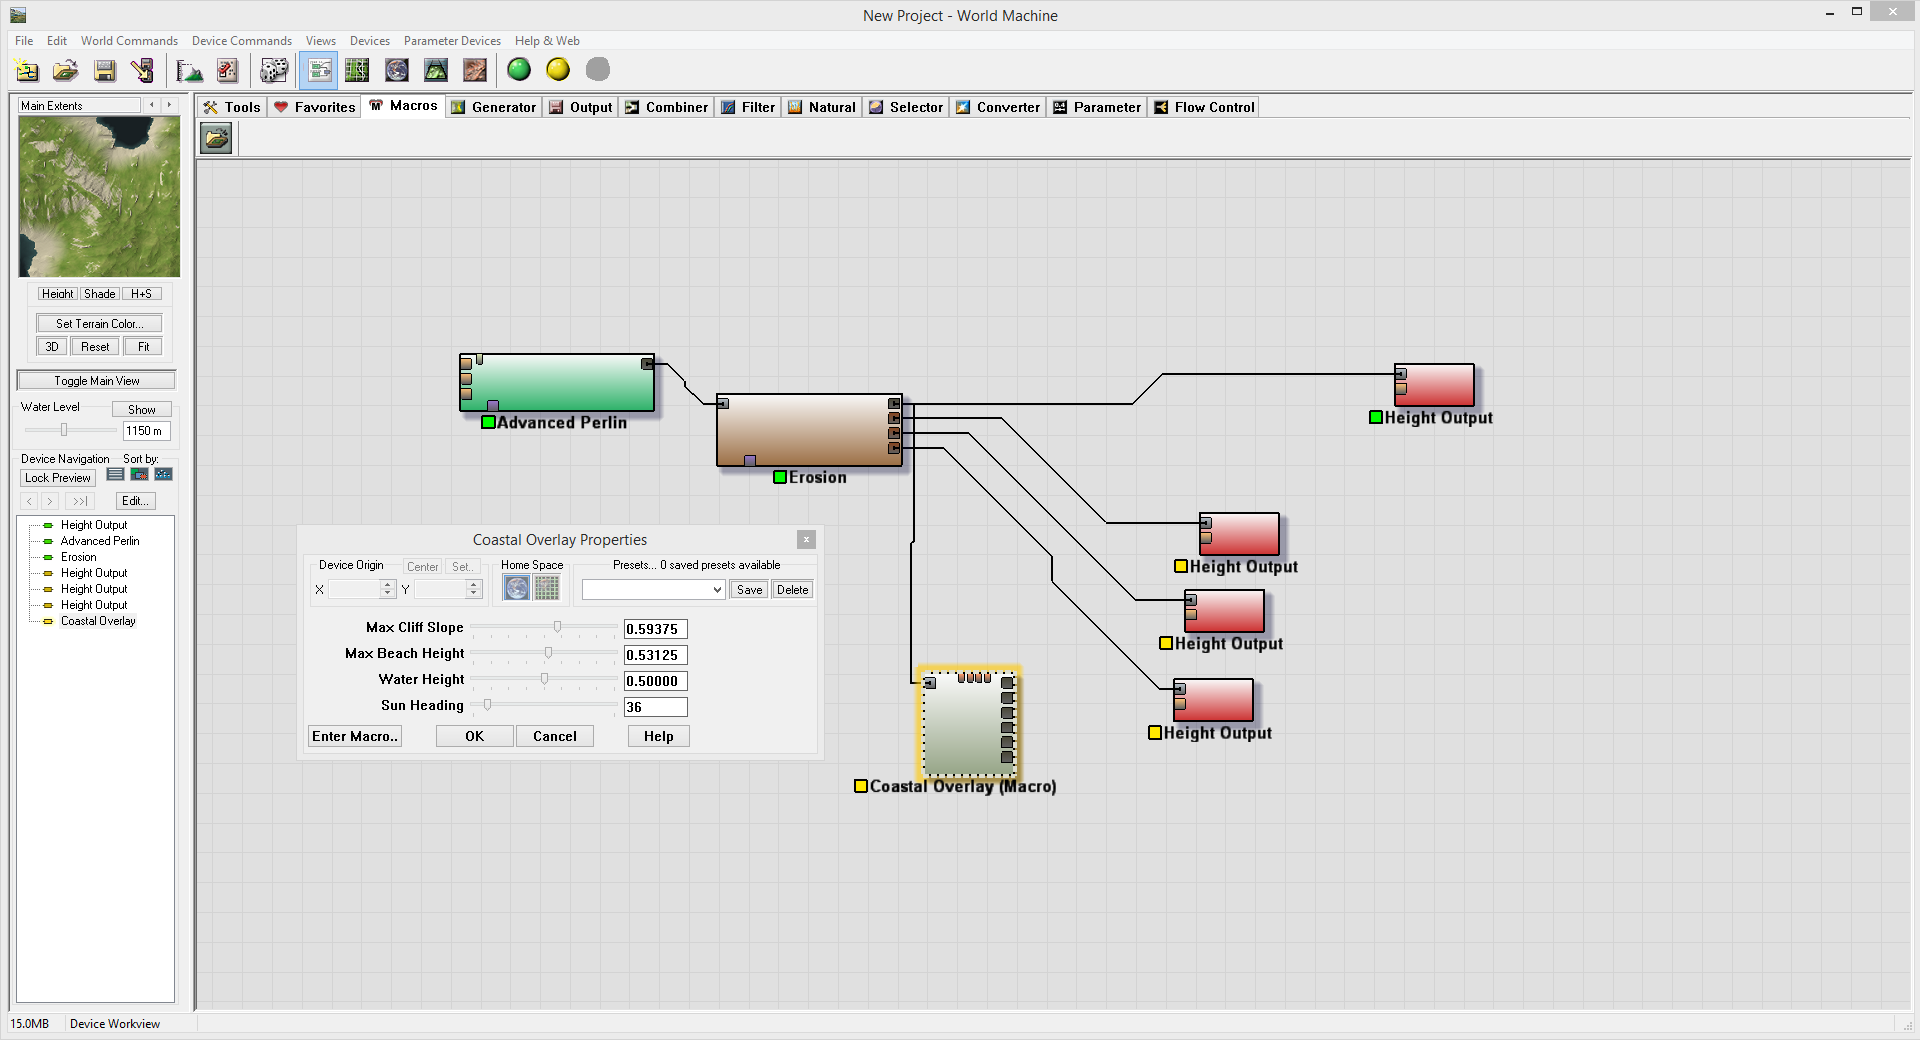 New Project - World Machine
File Edit World Commands Device Commands Views Devices Parameter Devices Help & Web
Main Extents
Tools Favorites Macros Generator Output Combiner Filter Natural Selector Converter Parameter Flow Control
Height Shade H+S
Set Terrain Color...
3D Reset Fit
Toggle Main View
Water Level Show
1150 m
Device Navigation Sort by:
Lock Preview
< > >>| Edit...
Height Output
Advanced Perlin
Erosion
Height Output
Height Output
Height Output
Coastal Overlay
Advanced Perlin
Erosion
Height Output
Height Output
Height Output
Height Output
Coastal Overlay (Macro)
Coastal Overlay Properties x
Device Origin Center Set.. Home Space Presets... 0 saved presets available
X Y Save Delete
Max Cliff Slope 0.59375
Max Beach Height 0.53125
Water Height 0.50000
Sun Heading 36
Enter Macro.. OK Cancel Help
15.0MB Device Workview